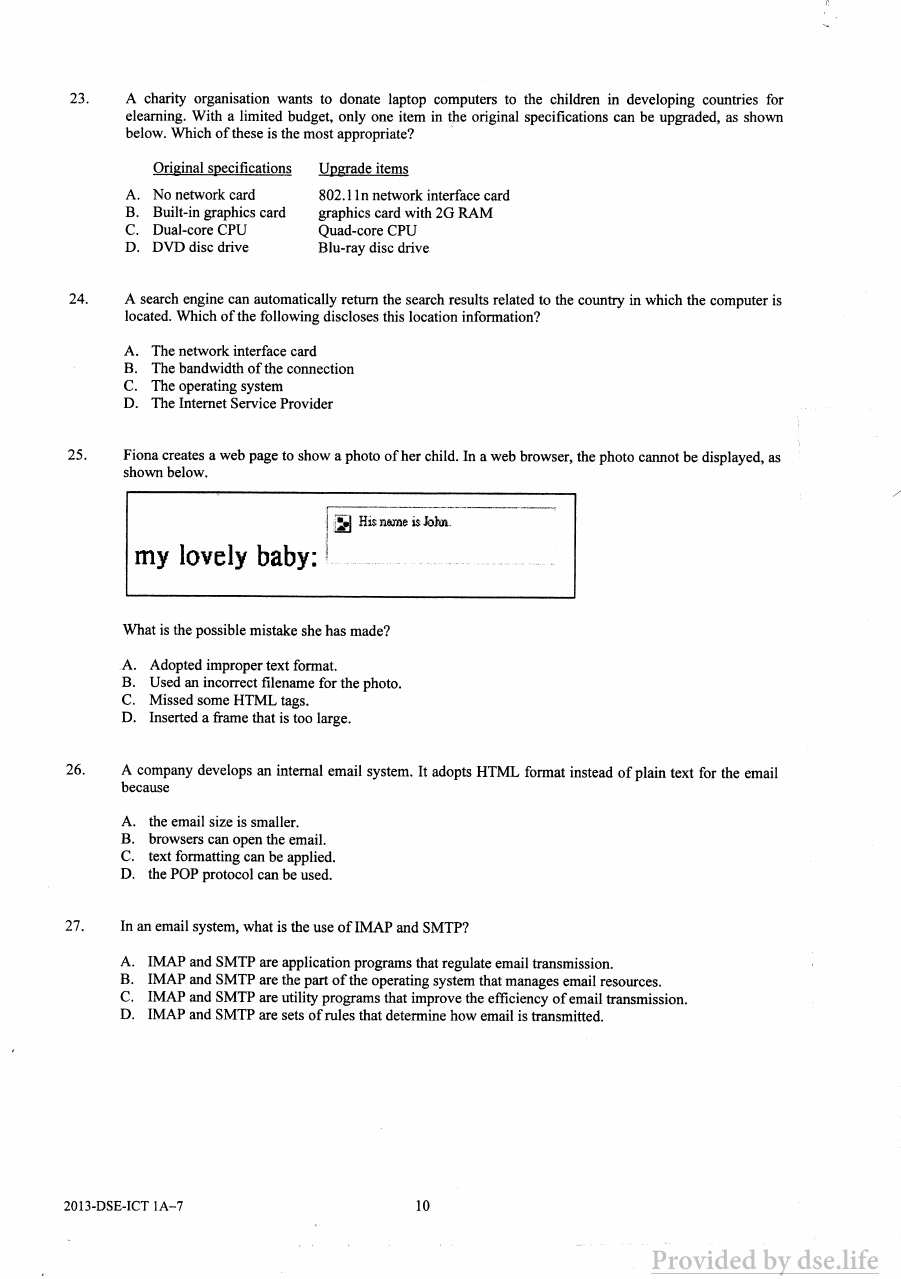 23. A charity organisation wants to donate laptop computers to the children in developing countries for
elearning. With a limited budget, only one item in the original specifications can be upgraded, as shown
below. Which of these is the most appropriate?
Original specifications Upgrade items
A. No network card 802.11n network interface card
B. Built-in graphics card graphics card with 2G RAM
C. Dual-core CPU Quad-core CPU
D. DVD disc drive Blu-ray disc drive
24. A search engine can automatically return the search results related to the country in which the computer is
located. Which of the following discloses this location information?
A. The network interface card
B. The bandwidth of the connection
C. The operating system
D. The Internet Service Provider
25. Fiona creates a web page to show a photo of her child. In a web browser, the photo cannot be displayed, as
shown below.
His name is John.
my lovely baby:
What is the possible mistake she has made?
A. Adopted improper text format.
B. Used an incorrect filename for the photo.
C. Missed some HTML tags.
D. Inserted a frame that is too large.
26. A company develops an internal email system. It adopts HTML format instead of plain text for the email
because
A. the email size is smaller.
B. browsers can open the email.
C. text formatting can be applied.
D. the POP protocol can be used.
27. In an email system, what is the use of IMAP and SMTP?
A. IMAP and SMTP are application programs that regulate email transmission.
B. IMAP and SMTP are the part of the operating system that manages email resources.
C. IMAP and SMTP are utility programs that improve the efficiency of email transmission.
D. IMAP and SMTP are sets of rules that determine how email is transmitted.
2013-DSE-ICT 1A–7 10
Provided by dse.life